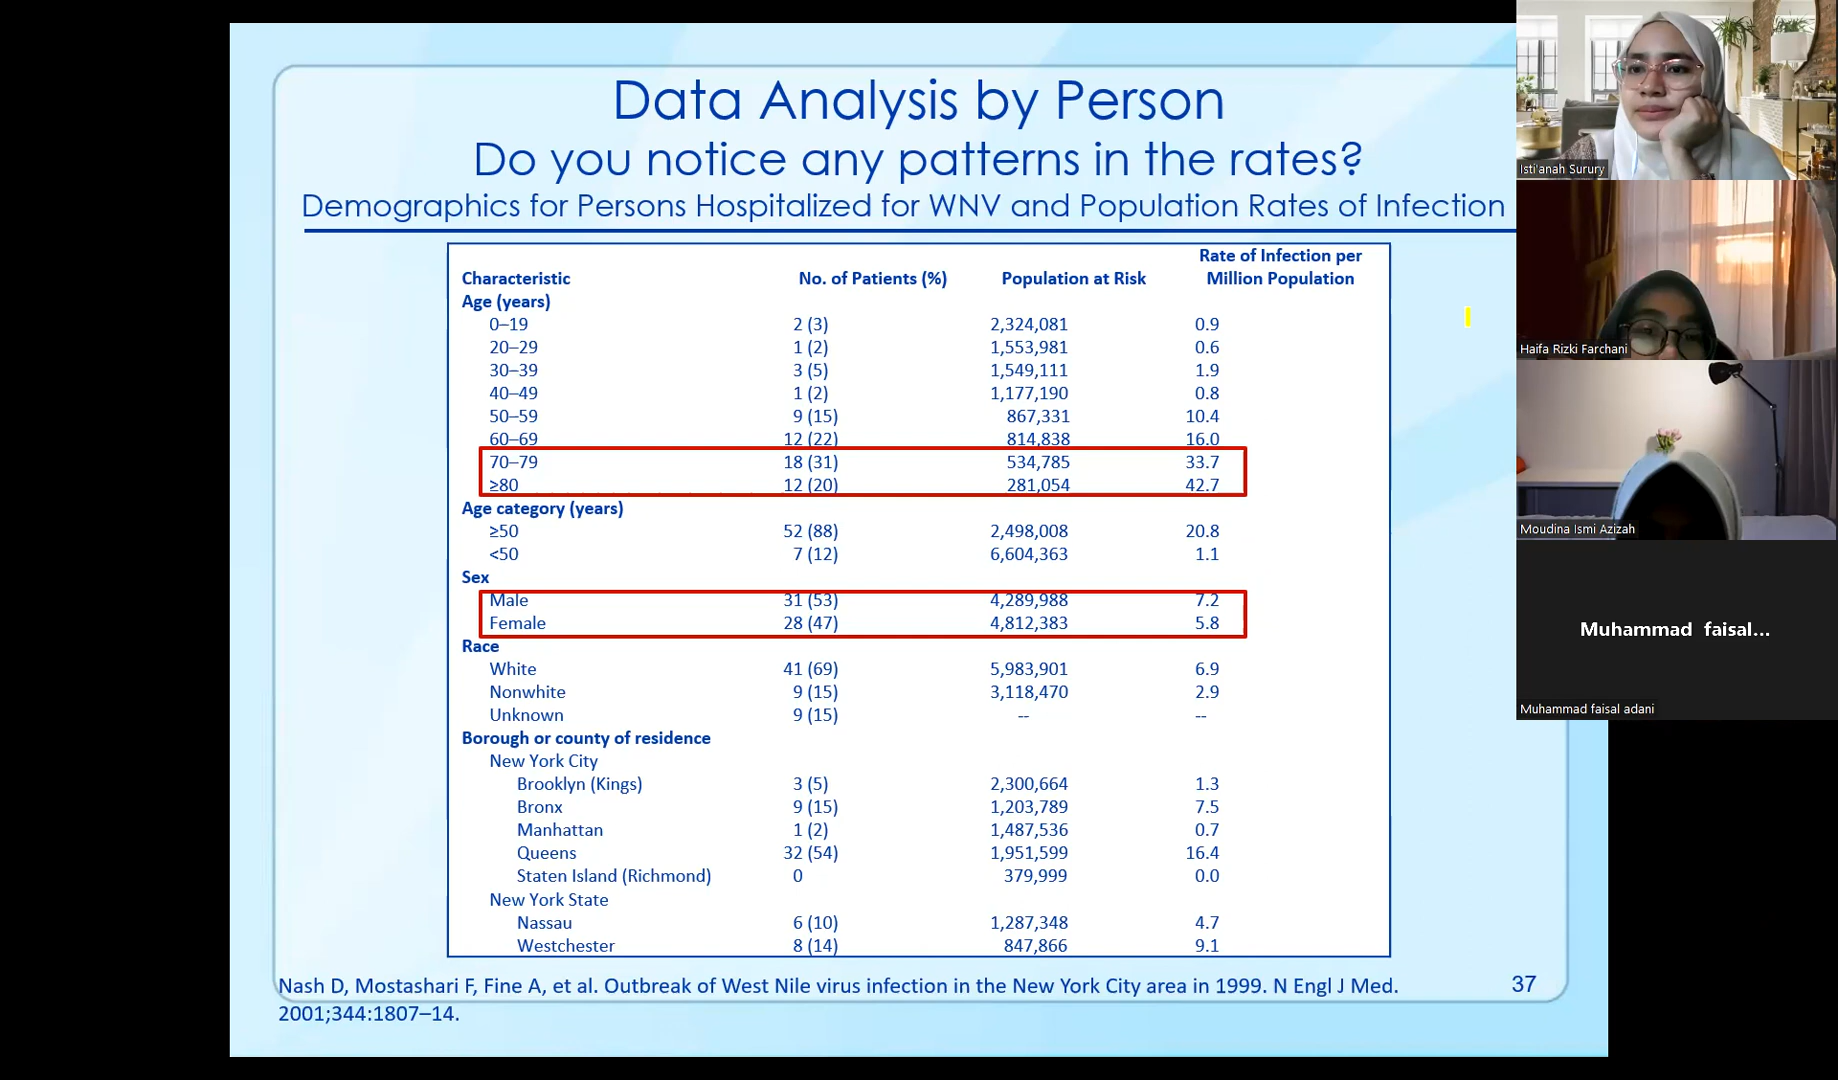 Data Analysis by Person
Do you notice any patterns in the rates?
Demographics for Persons Hospitalized for WNV and Population Rates of Infection
Rate of Infection per
Characteristic No. of Patients (%) Population at Risk Million Population
Age (years)
0–19 2 (3) 2,324,081 0.9
20–29 1 (2) 1,553,981 0.6
30–39 3 (5) 1,549,111 1.9
40–49 1 (2) 1,177,190 0.8
50–59 9 (15) 867,331 10.4
60–69 12 (22) 814,838 16.0
70–79 18 (31) 534,785 33.7
≥80 12 (20) 281,054 42.7
Age category (years)
≥50 52 (88) 2,498,008 20.8
<50 7 (12) 6,604,363 1.1
Sex
Male 31 (53) 4,289,988 7.2
Female 28 (47) 4,812,383 5.8
Race
White 41 (69) 5,983,901 6.9
Nonwhite 9 (15) 3,118,470 2.9
Unknown 9 (15) -- --
Borough or county of residence
New York City
Brooklyn (Kings) 3 (5) 2,300,664 1.3
Bronx 9 (15) 1,203,789 7.5
Manhattan 1 (2) 1,487,536 0.7
Queens 32 (54) 1,951,599 16.4
Staten Island (Richmond) 0 379,999 0.0
New York State
Nassau 6 (10) 1,287,348 4.7
Westchester 8 (14) 847,866 9.1
Nash D, Mostashari F, Fine A, et al. Outbreak of West Nile virus infection in the New York City area in 1999. N Engl J Med.
2001;344:1807–14.
37
Isti'anah Surury
Haifa Rizki Farchani
Moudina Ismi Azizah
Muhammad faisal...
Muhammad faisal adani